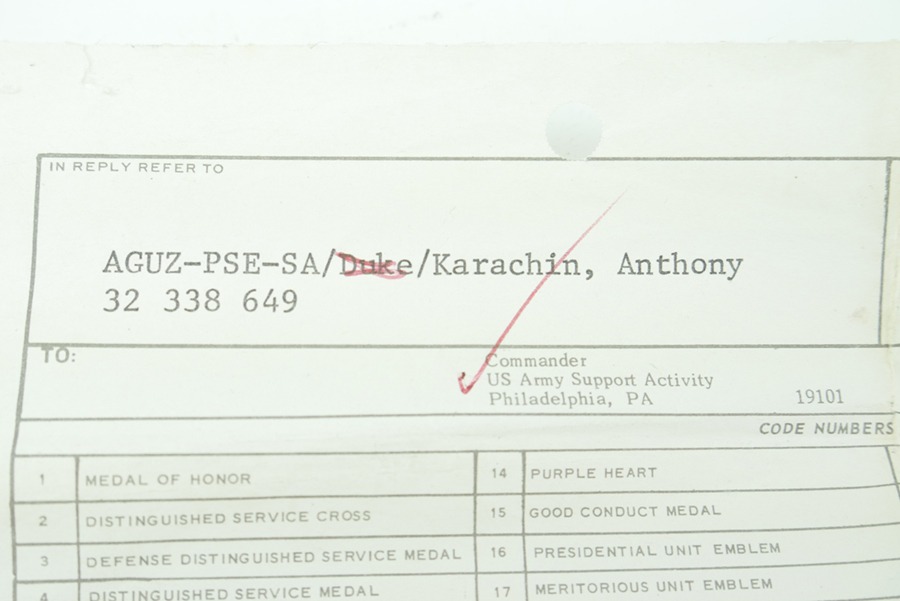 IN REPLY REFER TO
AGUZ-PSE-SA/Duke/Karachin, Anthony
32 338 649
TO:
Commander
US Army Support Activity
Philadelphia, PA 19101
CODE NUMBERS
1 MEDAL OF HONOR 14 PURPLE HEART
2 DISTINGUISHED SERVICE CROSS 15 GOOD CONDUCT MEDAL
3 DEFENSE DISTINGUISHED SERVICE MEDAL 16 PRESIDENTIAL UNIT EMBLEM
4 DISTINGUISHED SERVICE MEDAL 17 MERITORIOUS UNIT EMBLEM